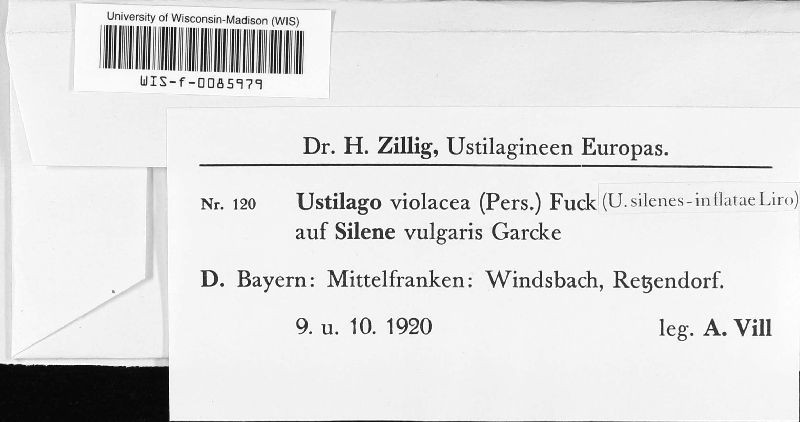 University of Wisconsin-Madison (WIS)
WIS-f-0085979
Dr. H. Zillig, Ustilagineen Europas.
Nr. 120 Ustilago violacea (Pers.) Fuck (U. silenes-inflatae Liro)
auf Silene vulgaris Garcke
D. Bayern: Mittelfranken: Windsbach, Retzendorf.
9. u. 10. 1920 leg. A. Vill